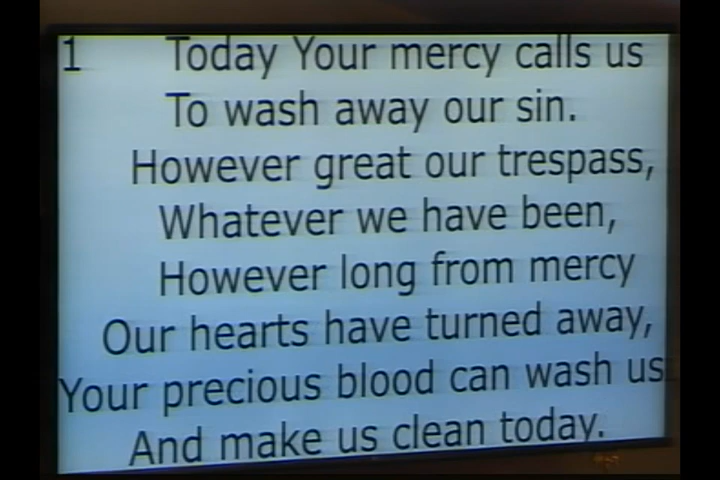 1 Today Your mercy calls us
To wash away our sin.
However great our trespass,
Whatever we have been,
However long from mercy
Our hearts have turned away,
Your precious blood can wash us
And make us clean today.